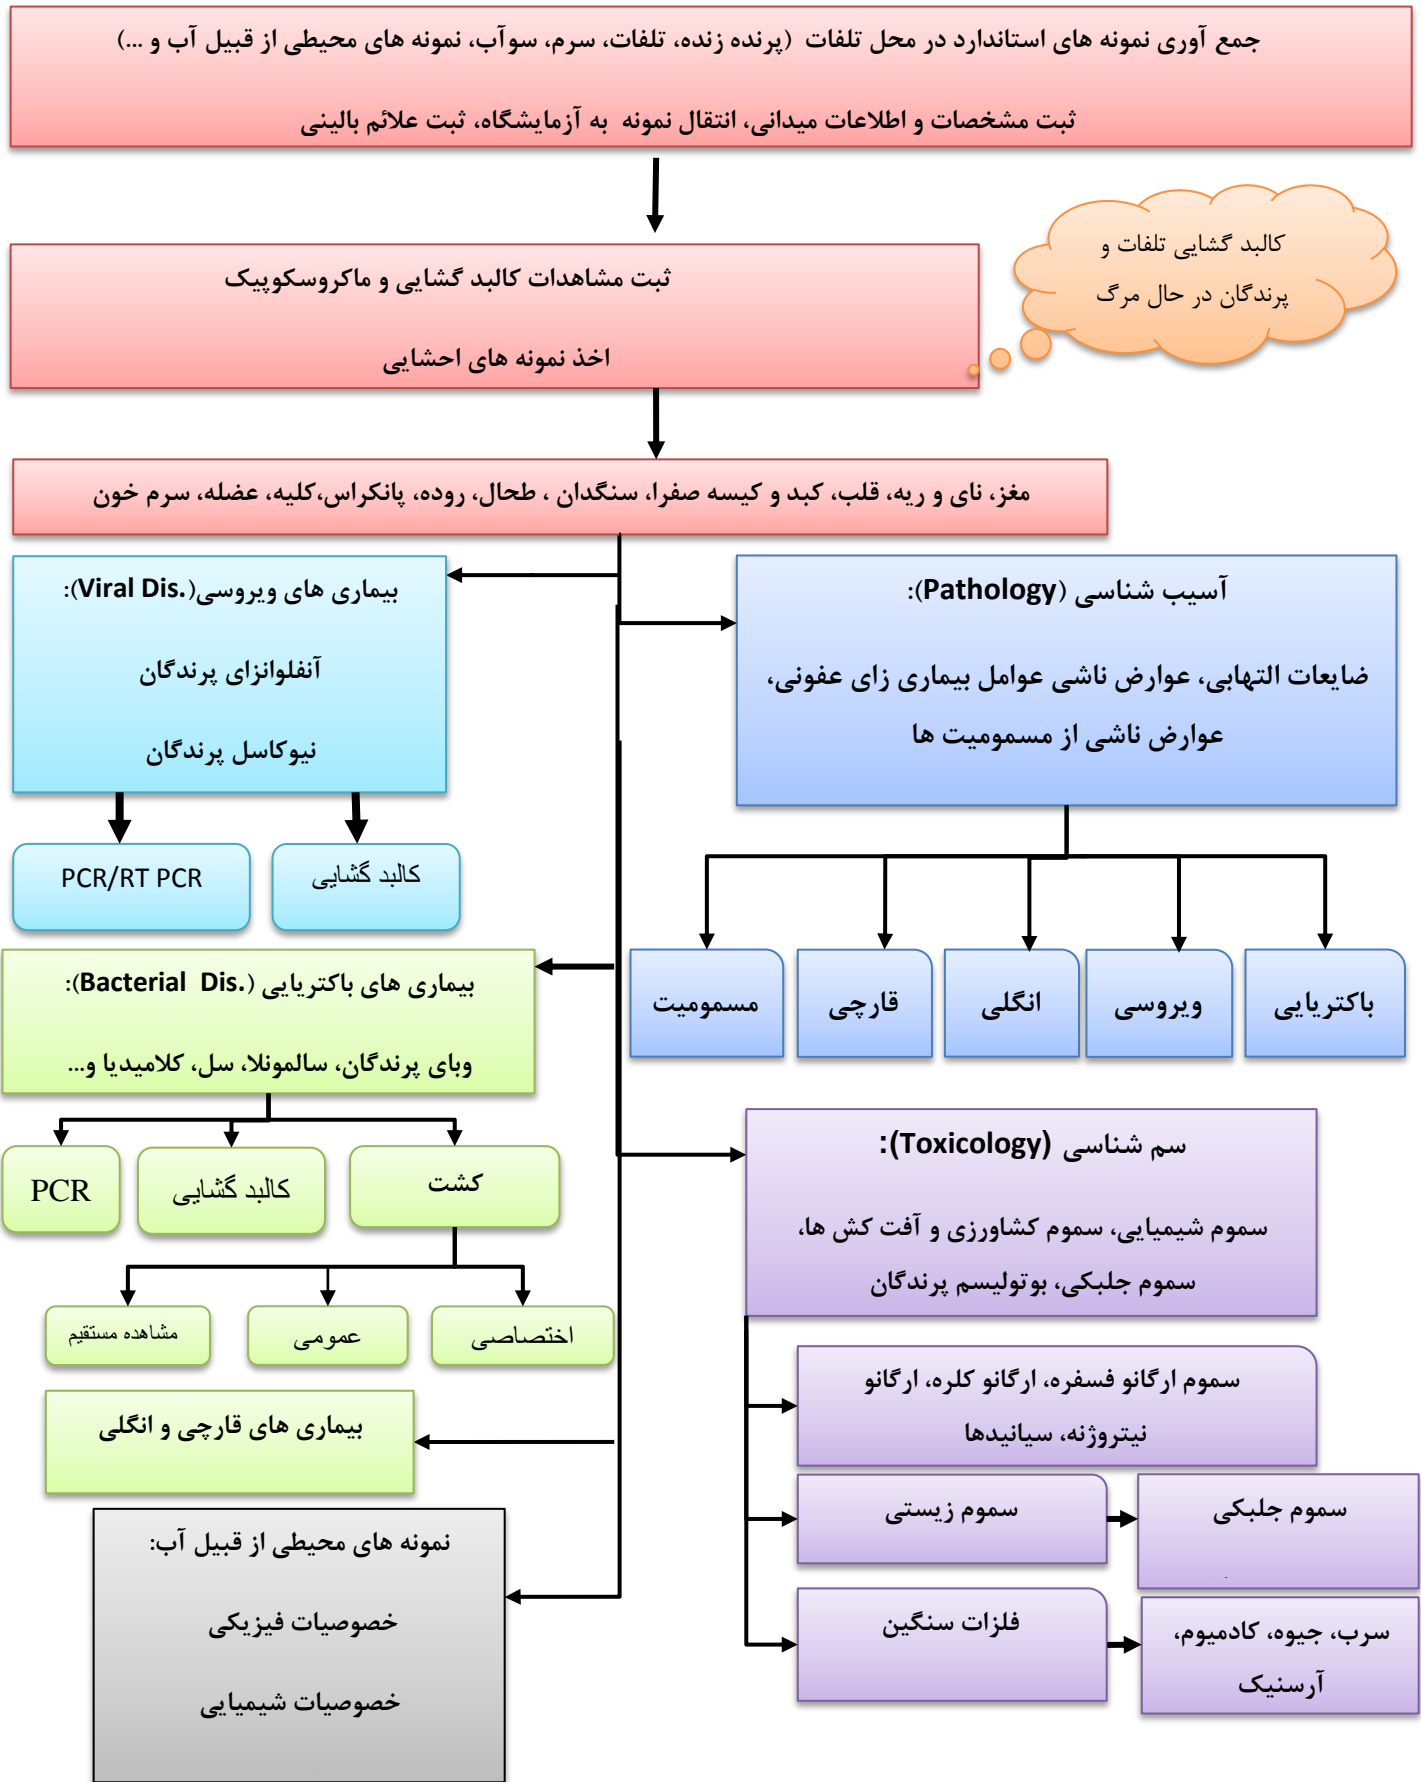 جمع آوری نمونه های استاندارد در محل تلفات (پرنده زنده، تلفات، سرم، سوآب، نمونه های محیطی از قبیل آب و ...)
ثبت مشخصات و اطلاعات میدانی، انتقال نمونه به آزمایشگاه، ثبت علائم بالینی
کالبد گشایی تلفات و
پرندگان در حال مرگ
ثبت مشاهدات کالبد گشایی و ماکروسکوپیک
اخذ نمونه های احشایی
مغز، نای و ریه، قلب، کبد و کیسه صفرا، سنگدان ، طحال، روده، پانکراس،کلیه، عضله، سرم خون
آسیب شناسی (Pathology):
ضایعات التهابی، عوارض ناشی عوامل بیماری زای عفونی،
عوارض ناشی از مسمومیت ها
باکتریایی
ویروسی
انگلی
قارچی
مسمومیت
بیماری های ویروسی(Viral Dis.):
آنفلوانزای پرندگان
نیوکاسل پرندگان
کالبد گشایی
PCR/RT PCR
بیماری های باکتریایی (Bacterial Dis.):
وبای پرندگان، سالمونلا، سل، کلامیدیا و...
کشت
کالبد گشایی
PCR
اختصاصی
عمومی
مشاهده مستقیم
سم شناسی (Toxicology):
سموم شیمیایی، سموم کشاورزی و آفت کش ها،
سموم جلبکی، بوتولیسم پرندگان
سموم ارگانو فسفره، ارگانو کلره، ارگانو
نیتروژنه، سیانیدها
سموم زیستی
سموم جلبکی
فلزات سنگین
سرب، جیوه، کادمیوم،
آرسنیک
بیماری های قارچی و انگلی
نمونه های محیطی از قبیل آب:
خصوصیات فیزیکی
خصوصیات شیمیایی